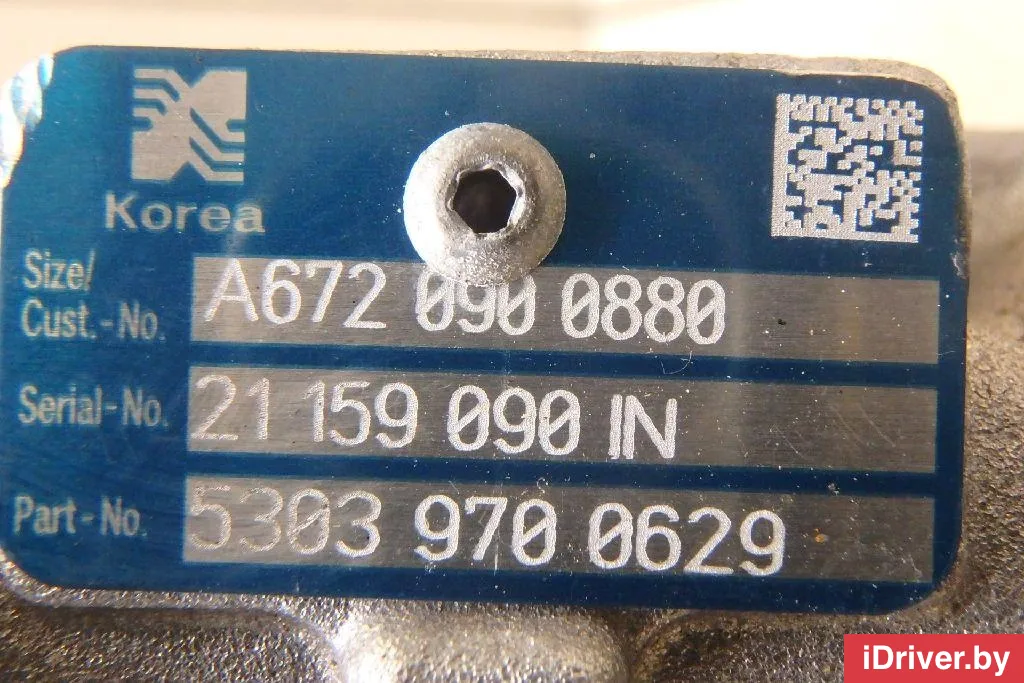 Korea
Size/
Cust.-No.
A672 090 0880
Serial-No.
21 159 090 IN
Part-No.
5303 970 0629
iDriver.by